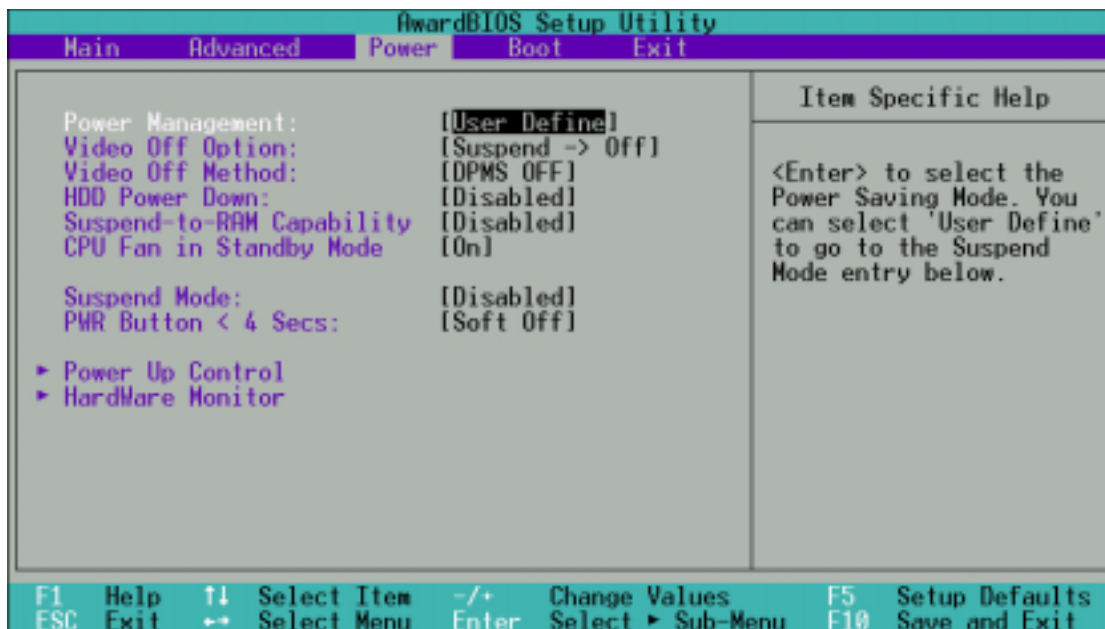 AwardBIOS Setup Utility
Main Advanced Power Boot Exit
Power Management: [User Define]
Video Off Option: [Suspend -> Off]
Video Off Method: [DPMS OFF]
HDD Power Down: [Disabled]
Suspend-to-RAM Capability [Disabled]
CPU Fan in Standby Mode [On]
Suspend Mode: [Disabled]
PWR Button < 4 Secs: [Soft Off]
► Power Up Control
► HardWare Monitor
Item Specific Help
<Enter> to select the
Power Saving Mode. You
can select 'User Define'
to go to the Suspend
Mode entry below.
F1 Help ↑↓ Select Item -/+ Change Values F5 Setup Defaults
ESC Exit ←→ Select Menu Enter Select ► Sub-Menu F10 Save and Exit